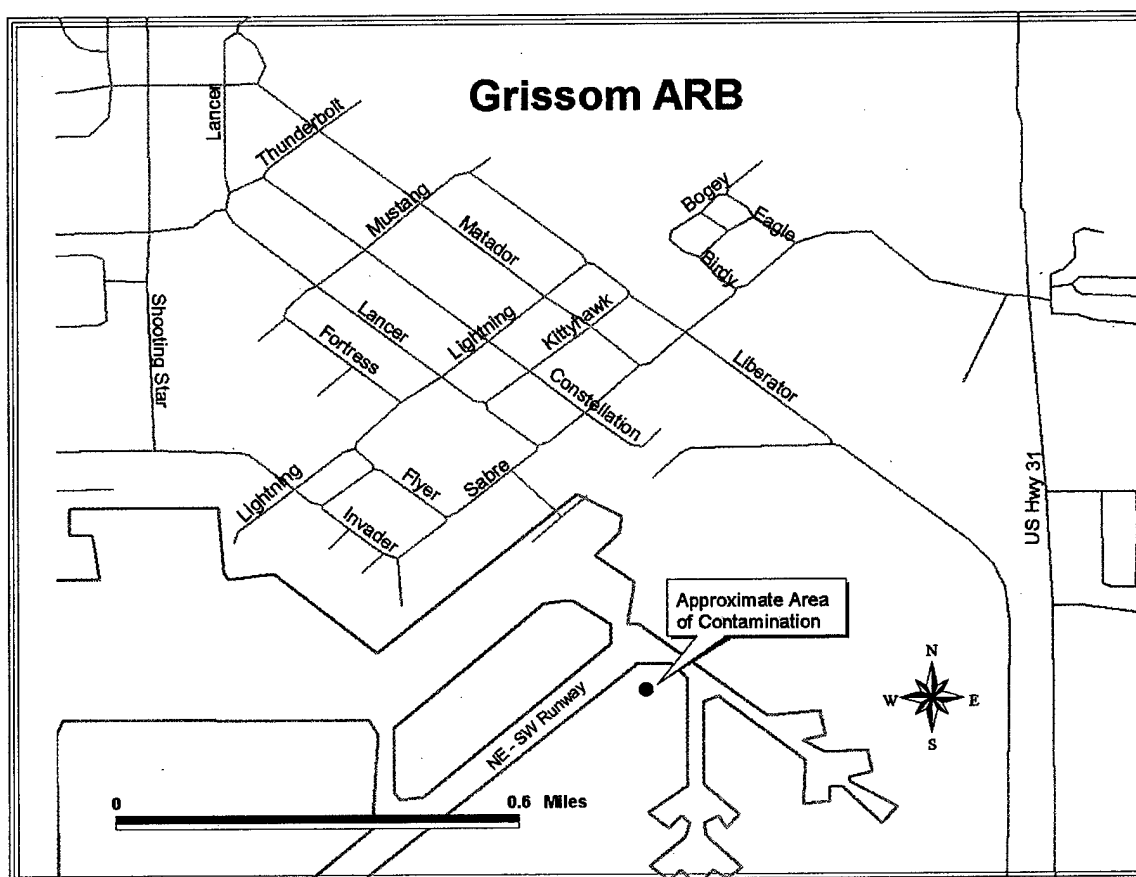 Grissom ARB
Lancer
Thunderbolt
Mustang
Matador
Bogey
Eagle
Birdy
Shooting Star
Lancer
Fortress
Lightning
Kittyhawk
Constellation
Liberator
Lightning
Flyer
Sabre
Invader
US Hwy 31
Approximate Area
of Contamination
NE - SW Runway
N
W E
S
0 0.6 Miles